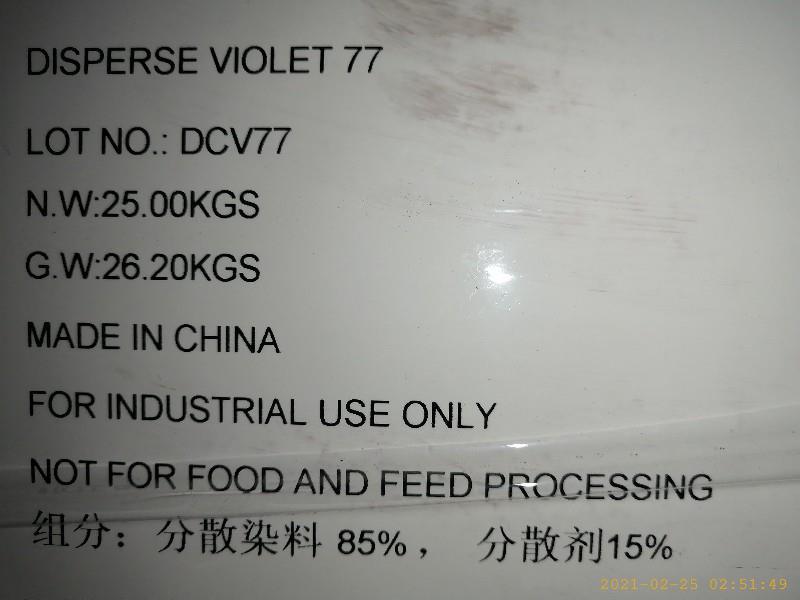 DISPERSE VIOLET 77
LOT NO.: DCV77
N.W:25.00KGS
G.W:26.20KGS
MADE IN CHINA
FOR INDUSTRIAL USE ONLY
NOT FOR FOOD AND FEED PROCESSING
组分：分散染料 85%， 分散剂15%
2021-02-25 02:51:49